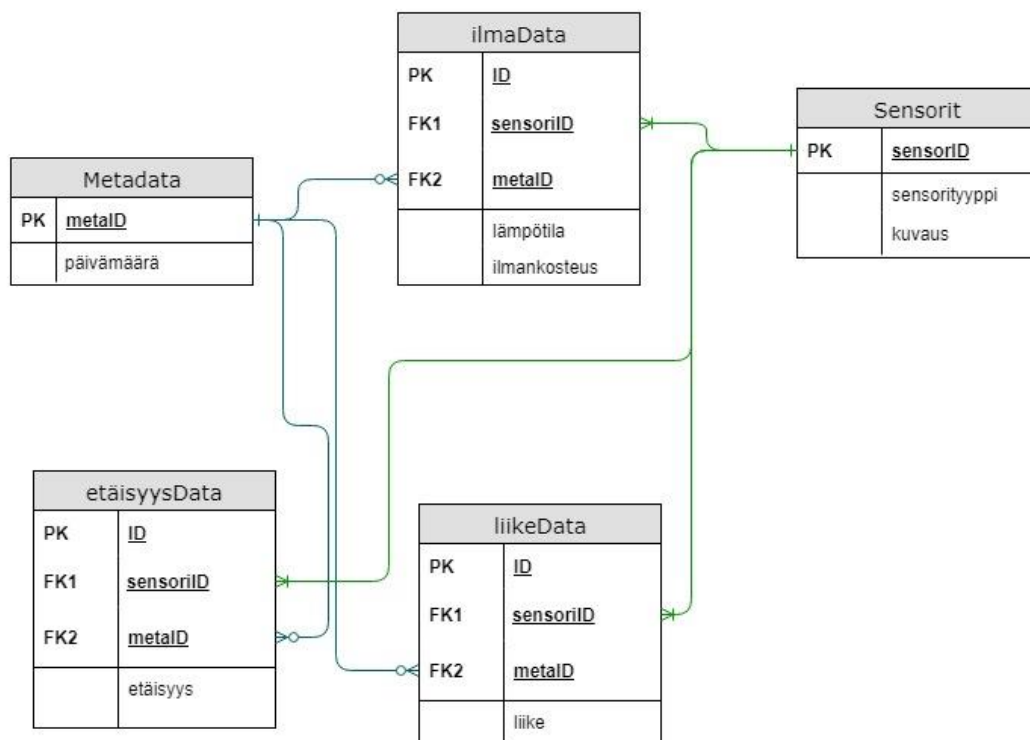 ilmaData
PK ID
FK1 sensoriID
FK2 metaID
lämpötila
ilmankosteus
Sensorit
PK sensorID
sensorityyppi
kuvaus
Metadata
PK metaID
päivämäärä
etäisyysData
PK ID
FK1 sensoriID
FK2 metaID
etäisyys
liikeData
PK ID
FK1 sensoriID
FK2 metaID
liike